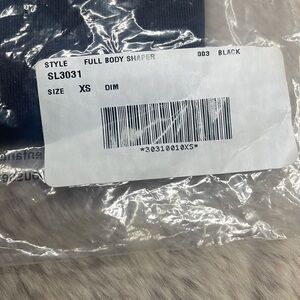 STYLE FULL BODY SHAPER 003 BLACK
SL3031
SIZE XS DIM
*30310010XS*